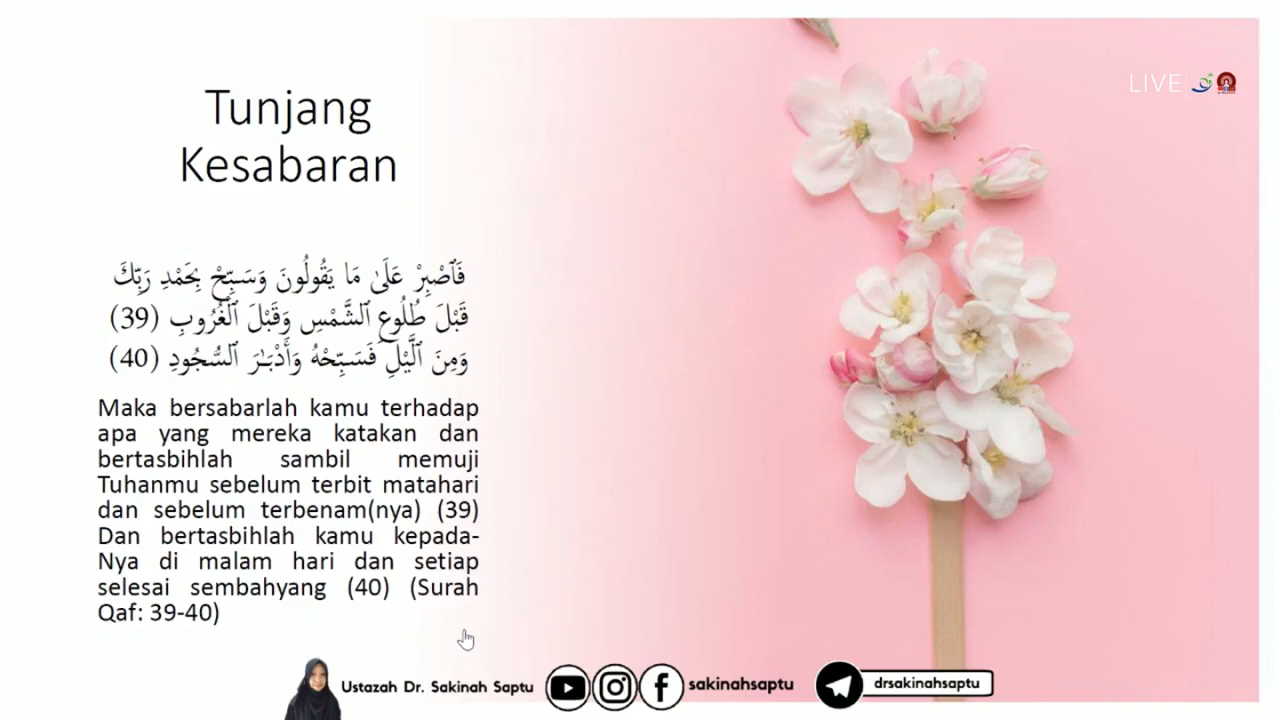 LIVE
Tunjang
Kesabaran
فَٱصْبِرْ عَلَىٰ مَا يَقُولُونَ وَسَبِّحْ بِحَمْدِ رَبِّكَ
قَبْلَ طُلُوعِ ٱلشَّمْسِ وَقَبْلَ ٱلْغُرُوبِ (39)
وَمِنَ ٱلَّيْلِ فَسَبِّحْهُ وَأَدْبَـٰرَ ٱلسُّجُودِ (40)
Maka bersabarlah kamu terhadap
apa yang mereka katakan dan
bertasbihlah sambil memuji
Tuhanmu sebelum terbit matahari
dan sebelum terbenam(nya) (39)
Dan bertasbihlah kamu kepada-
Nya di malam hari dan setiap
selesai sembahyang (40) (Surah
Qaf: 39-40)
Ustazah Dr. Sakinah Saptu
sakinahsaptu
drsakinahsaptu